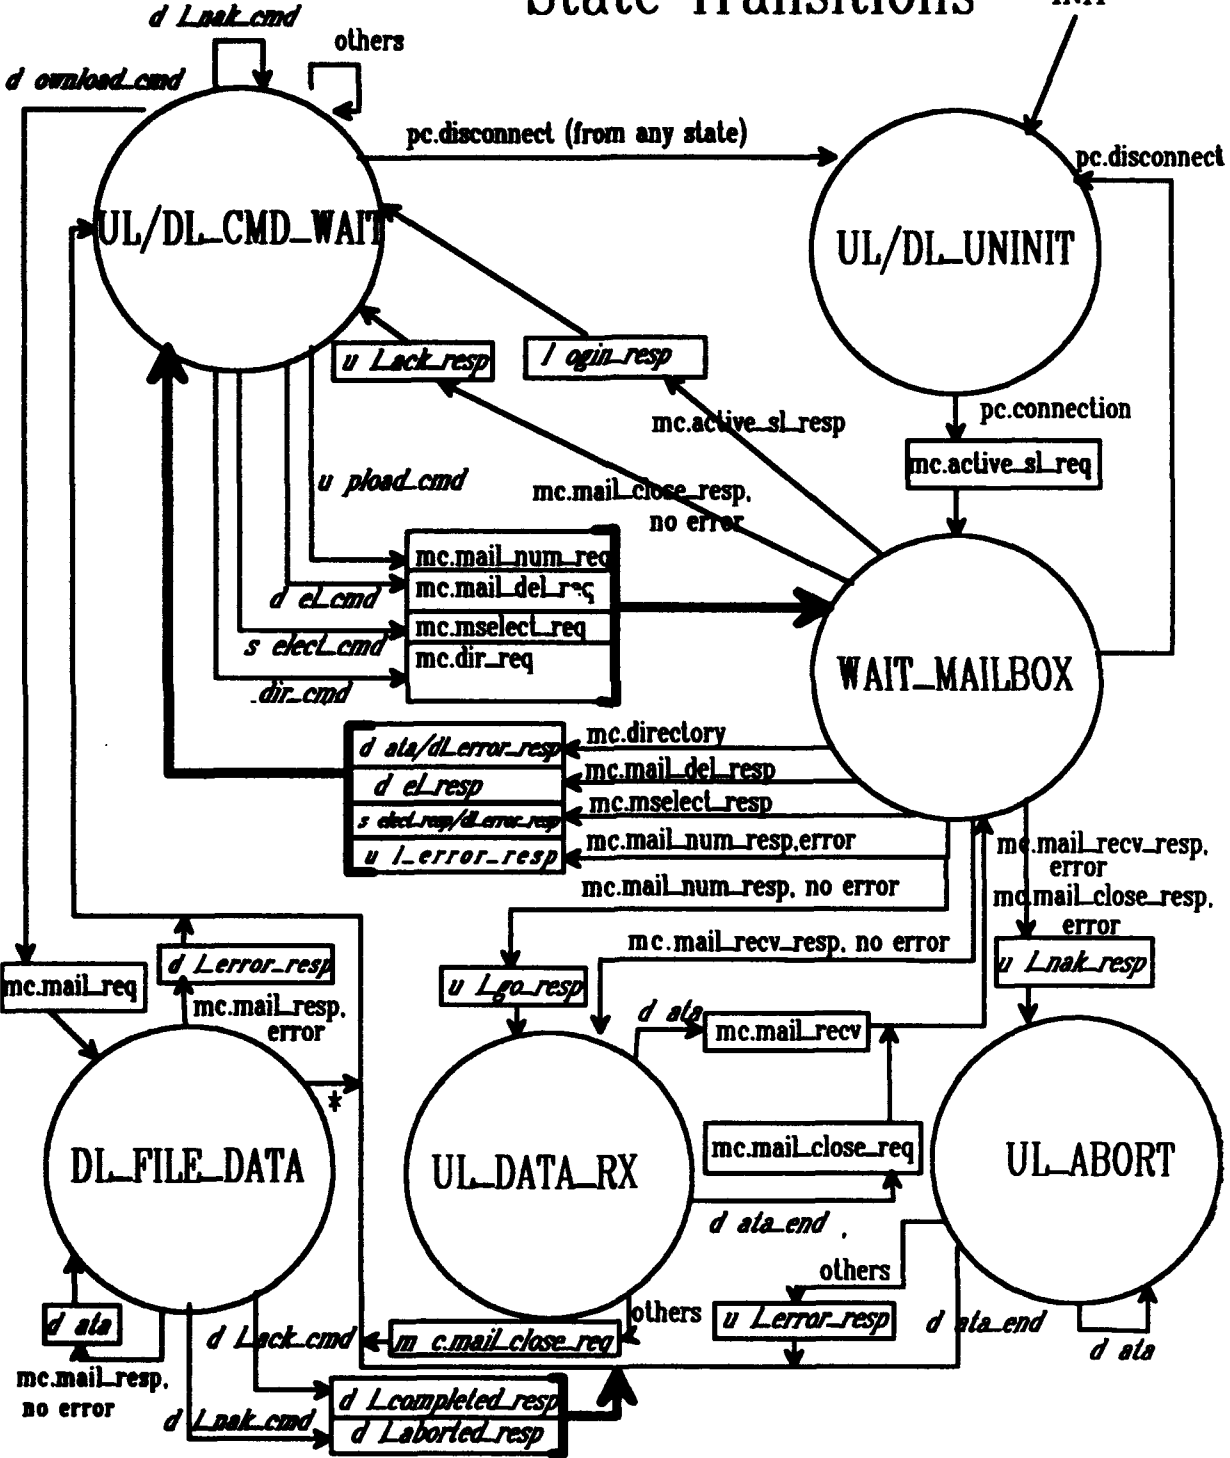 State Transitions
INIT
d l_nak_cmd
others
d ownload_cmd
pc.disconnect (from any state)
pc.disconnect
UL/DL_CMD_WAIT
UL/DL_UNINIT
u l_ack_resp
l ogin_resp
pc.connection
mc.active_sl_resp
mc.active_sl_req
u pload_cmd
mc.mail_close_resp,
no error
mc.mail_num_req
mc.mail_del_req
d el_cmd
mc.mselect_req
s elect_cmd
mc.dir_req
dir_cmd
WAIT_MAILBOX
mc.directory
d ata/dl_error_resp
mc.mail_del_resp
d el_resp
mc.mselect_resp
s elect_resp/dl_error_resp
mc.mail_num_resp,error
u l_error_resp
mc.mail_recv_resp,
error
mc.mail_num_resp, no error
mc.mail_close_resp,
error
mc.mail_recv_resp, no error
d l_error_resp
u l_nak_resp
mc.mail_req
u l_go_resp
mc.mail_resp,
error
d ata
mc.mail_recv
*
DL_FILE_DATA
UL_DATA_RX
mc.mail_close_req
UL_ABORT
d ata_end
others
d ata
d l_ack_cmd
m c.mail_close_req
others
u l_error_resp
d ata_end
d ata
mc.mail_resp,
no error
d l_completed_resp
d l_nak_cmd
d l_aborted_resp